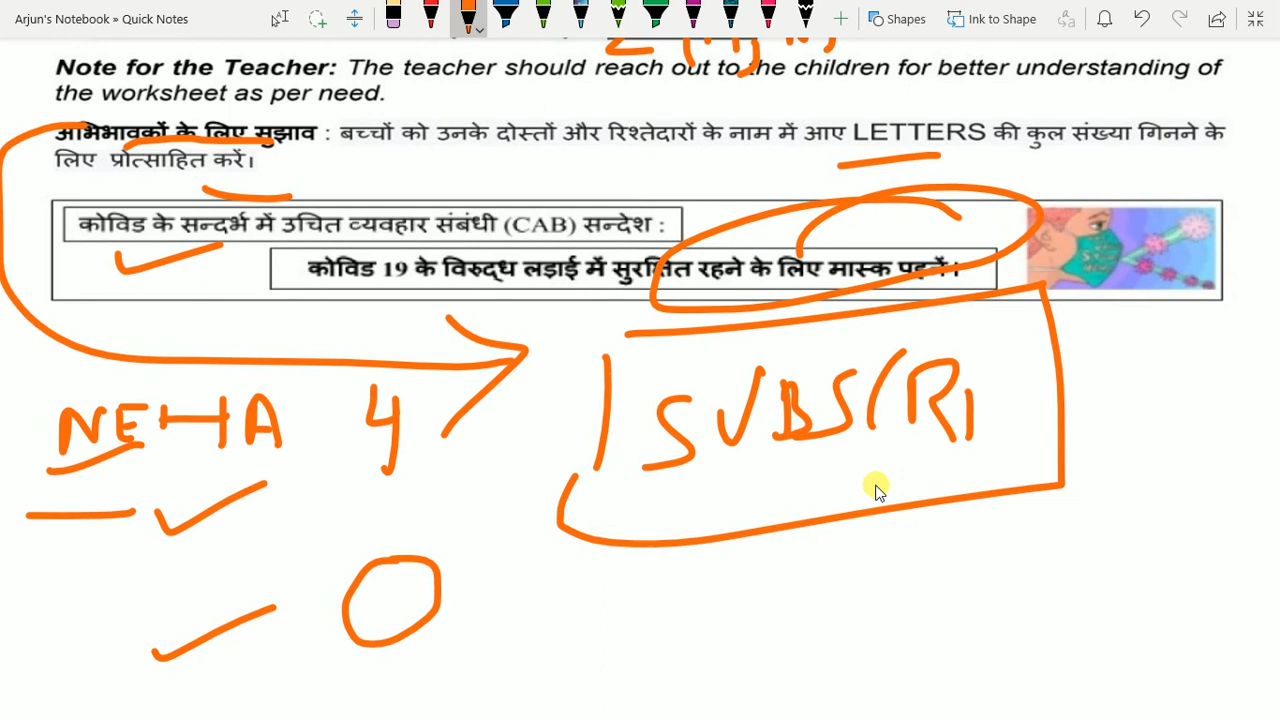 Arjun's Notebook » Quick Notes
Shapes
Ink to Shape
Note for the Teacher: The teacher should reach out to the children for better understanding of
the worksheet as per need.
अभिभावकों के लिए सुझाव : बच्चों को उनके दोस्तों और रिश्तेदारों के नाम में आए LETTERS की कुल संख्या गिनने के
लिए प्रोत्साहित करें।
कोविड के सन्दर्भ में उचित व्यवहार संबंधी (CAB) सन्देश :
कोविड 19 के विरुद्ध लड़ाई में सुरक्षित रहने के लिए मास्क पहनें।
NEHA 4
SUBSCRI